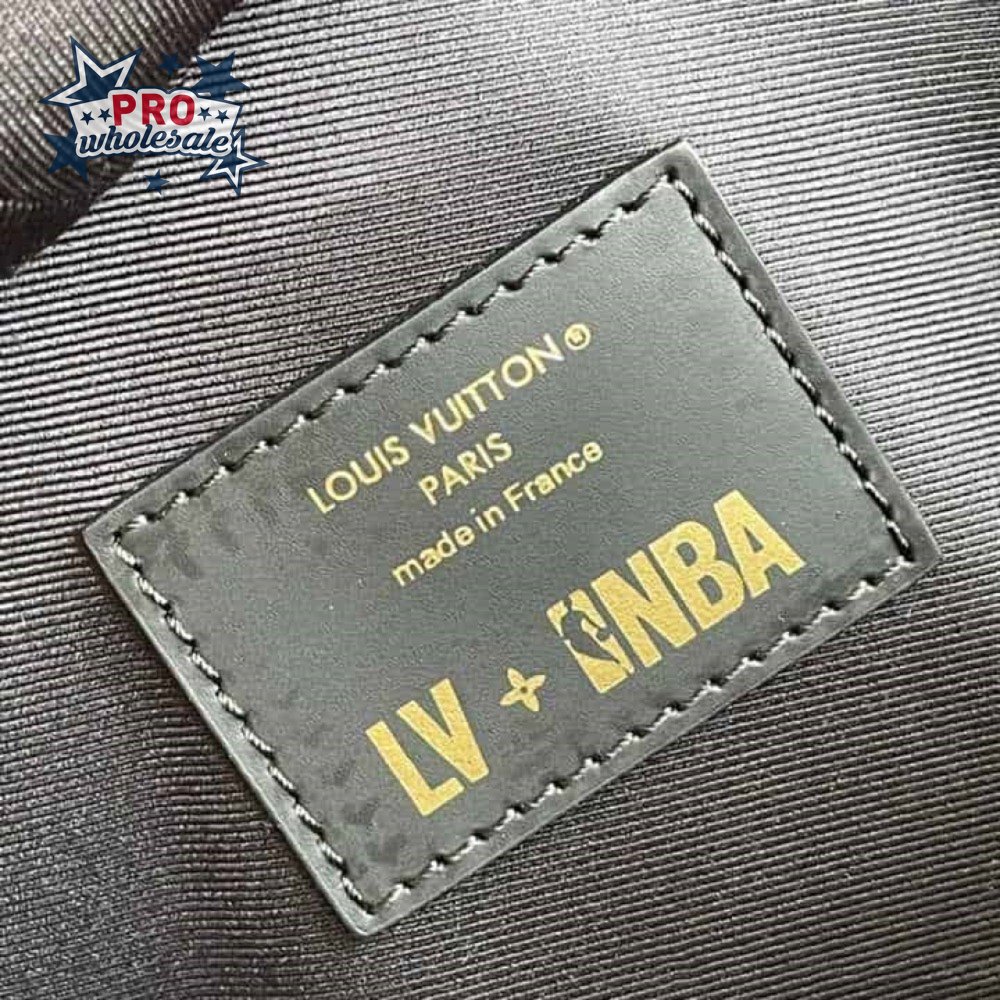 PRO
wholesale
LOUIS VUITTON®
PARIS
made in France
LV + NBA